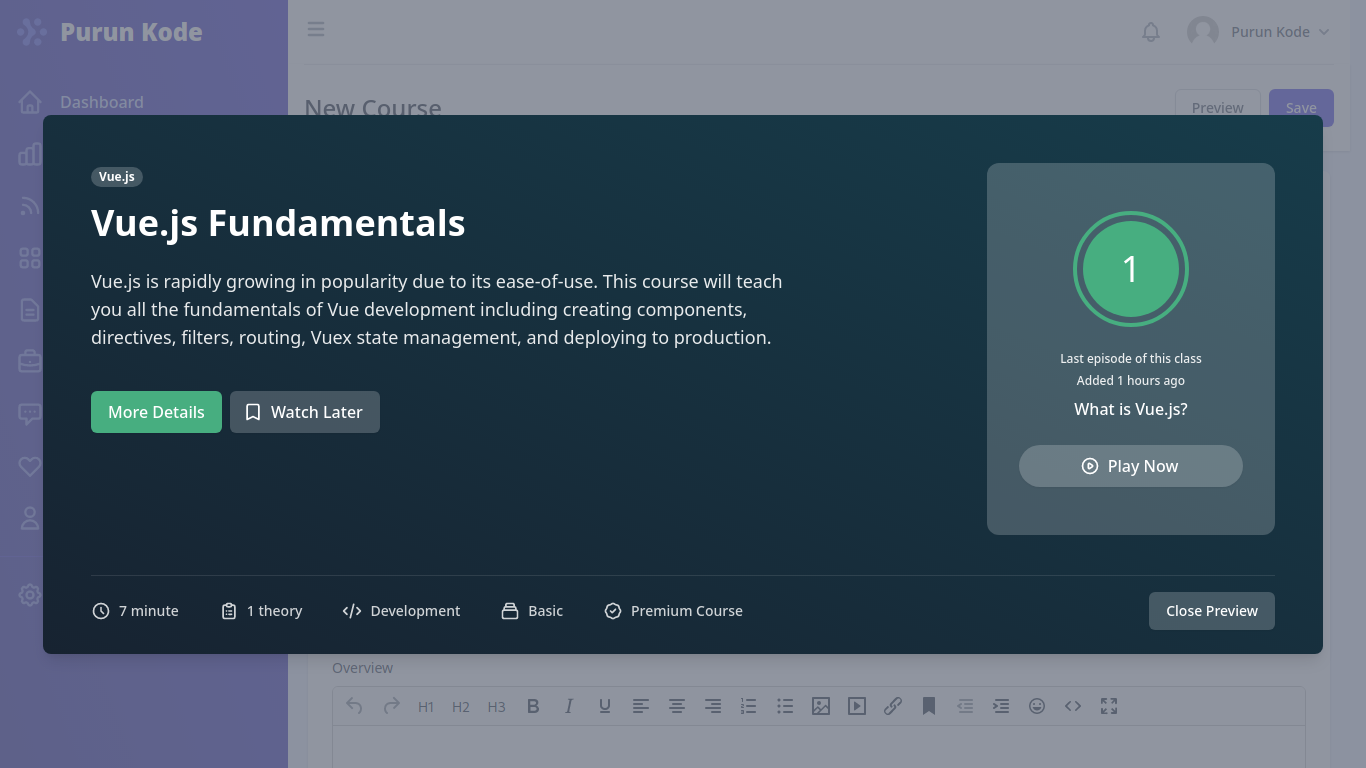 Purun Kode
Purun Kode
Dashboard
New Course
Preview
Save
Vue.js
Vue.js Fundamentals
Vue.js is rapidly growing in popularity due to its ease-of-use. This course will teach
you all the fundamentals of Vue development including creating components,
directives, filters, routing, Vuex state management, and deploying to production.
More Details
Watch Later
1
Last episode of this class
Added 1 hours ago
What is Vue.js?
Play Now
7 minute
1 theory
Development
Basic
Premium Course
Close Preview
Overview
H1 H2 H3 B I U